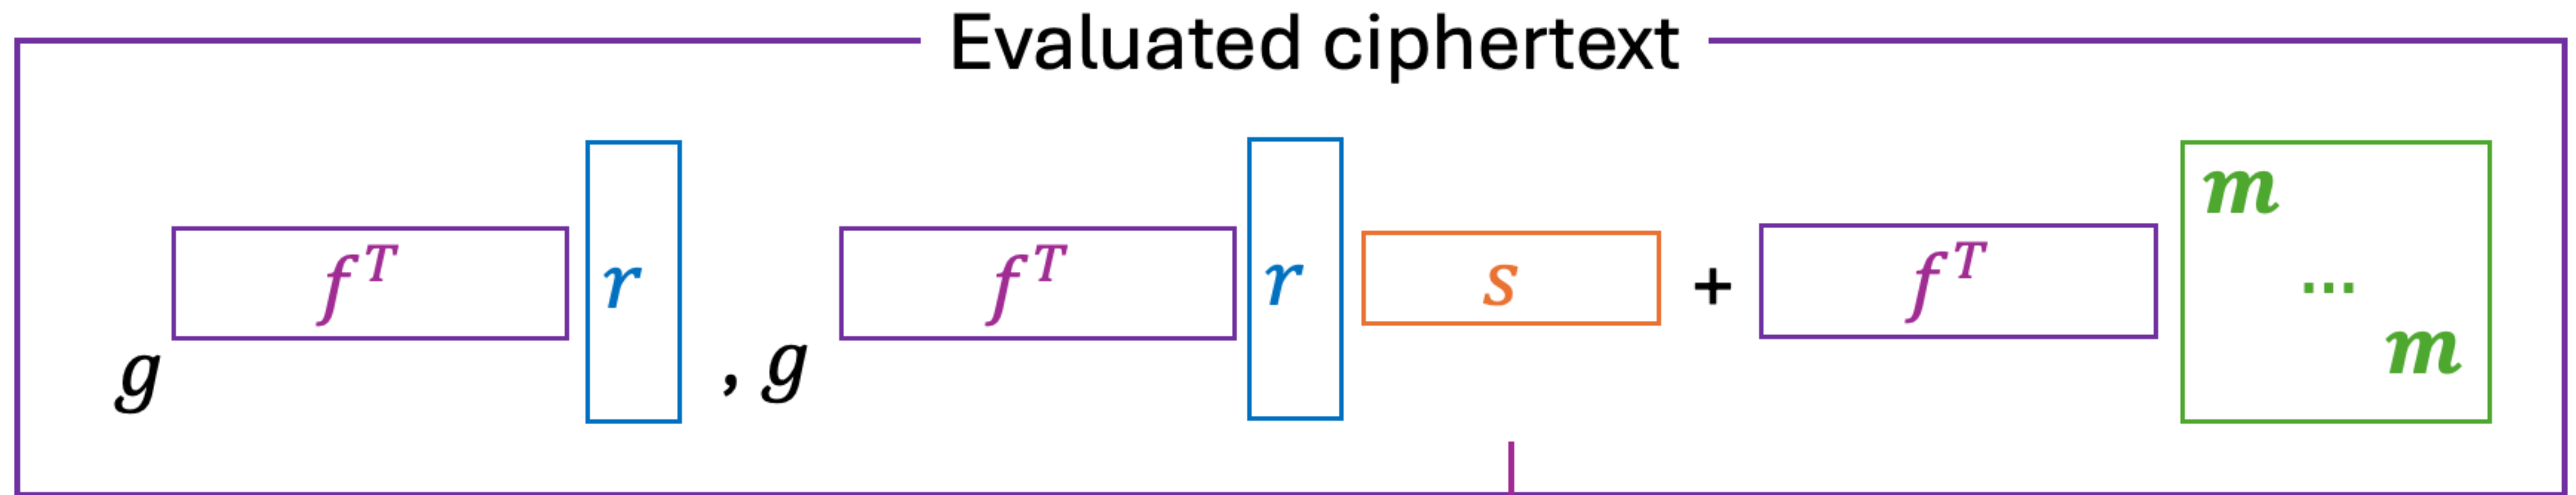 Evaluated ciphertext
g f^T r , g f^T r s + f^T m ... m